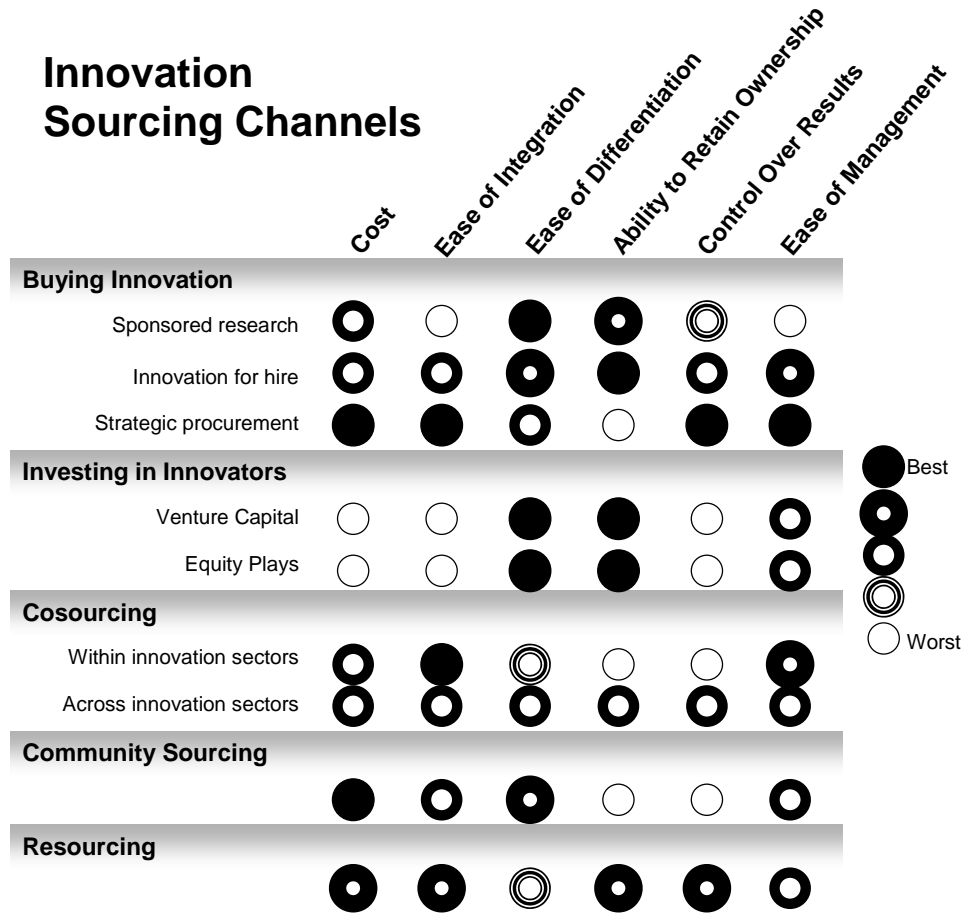 Innovation
Sourcing Channels
Cost
Ease of Integration
Ease of Differentiation
Ability to Retain Ownership
Control Over Results
Ease of Management
Buying Innovation
Sponsored research
Innovation for hire
Strategic procurement
Investing in Innovators
Venture Capital
Equity Plays
Cosourcing
Within innovation sectors
Across innovation sectors
Community Sourcing
Resourcing
Best
Worst